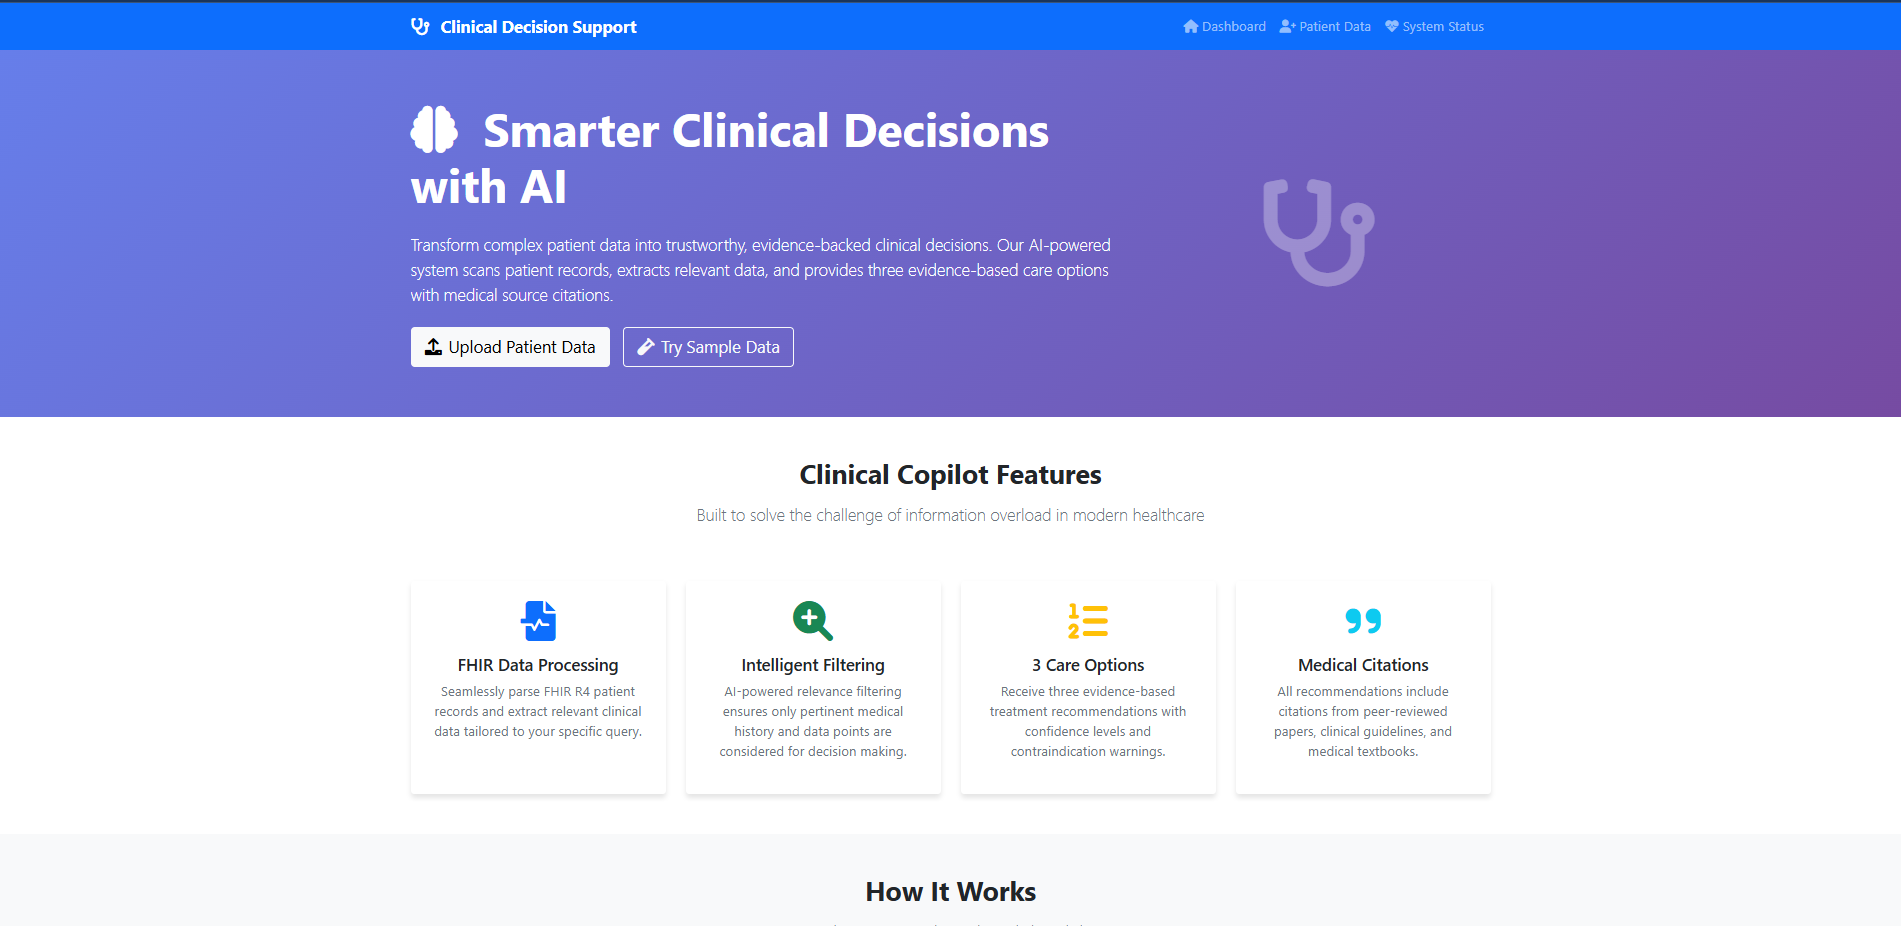 Clinical Decision Support
Dashboard Patient Data System Status
Smarter Clinical Decisions
with AI
Transform complex patient data into trustworthy, evidence-backed clinical decisions. Our AI-powered
system scans patient records, extracts relevant data, and provides three evidence-based care options
with medical source citations.
Upload Patient Data
Try Sample Data
Clinical Copilot Features
Built to solve the challenge of information overload in modern healthcare
FHIR Data Processing
Seamlessly parse FHIR R4 patient
records and extract relevant clinical
data tailored to your specific query.
Intelligent Filtering
AI-powered relevance filtering
ensures only pertinent medical
history and data points are
considered for decision making.
1
2
3 Care Options
Receive three evidence-based
treatment recommendations with
confidence levels and
contraindication warnings.
Medical Citations
All recommendations include
citations from peer-reviewed
papers, clinical guidelines, and
medical textbooks.
How It Works